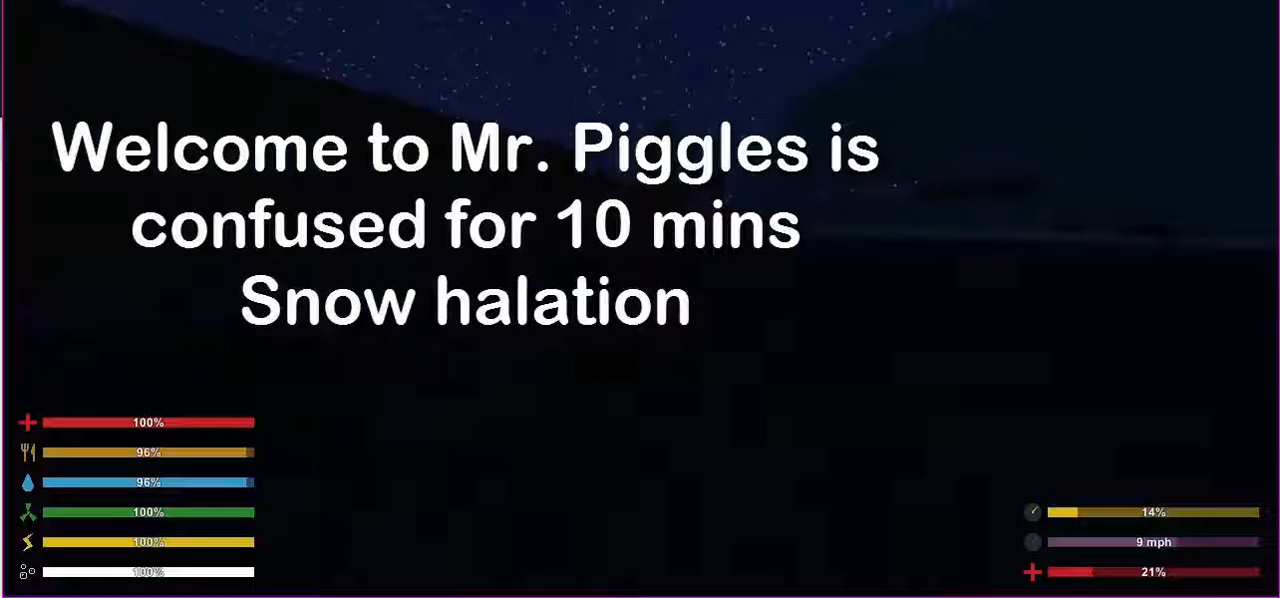 Welcome to Mr. Piggles is
confused for 10 mins
Snow halation
100%
96%
96%
100%
100%
100%
14%
9 mph
21%